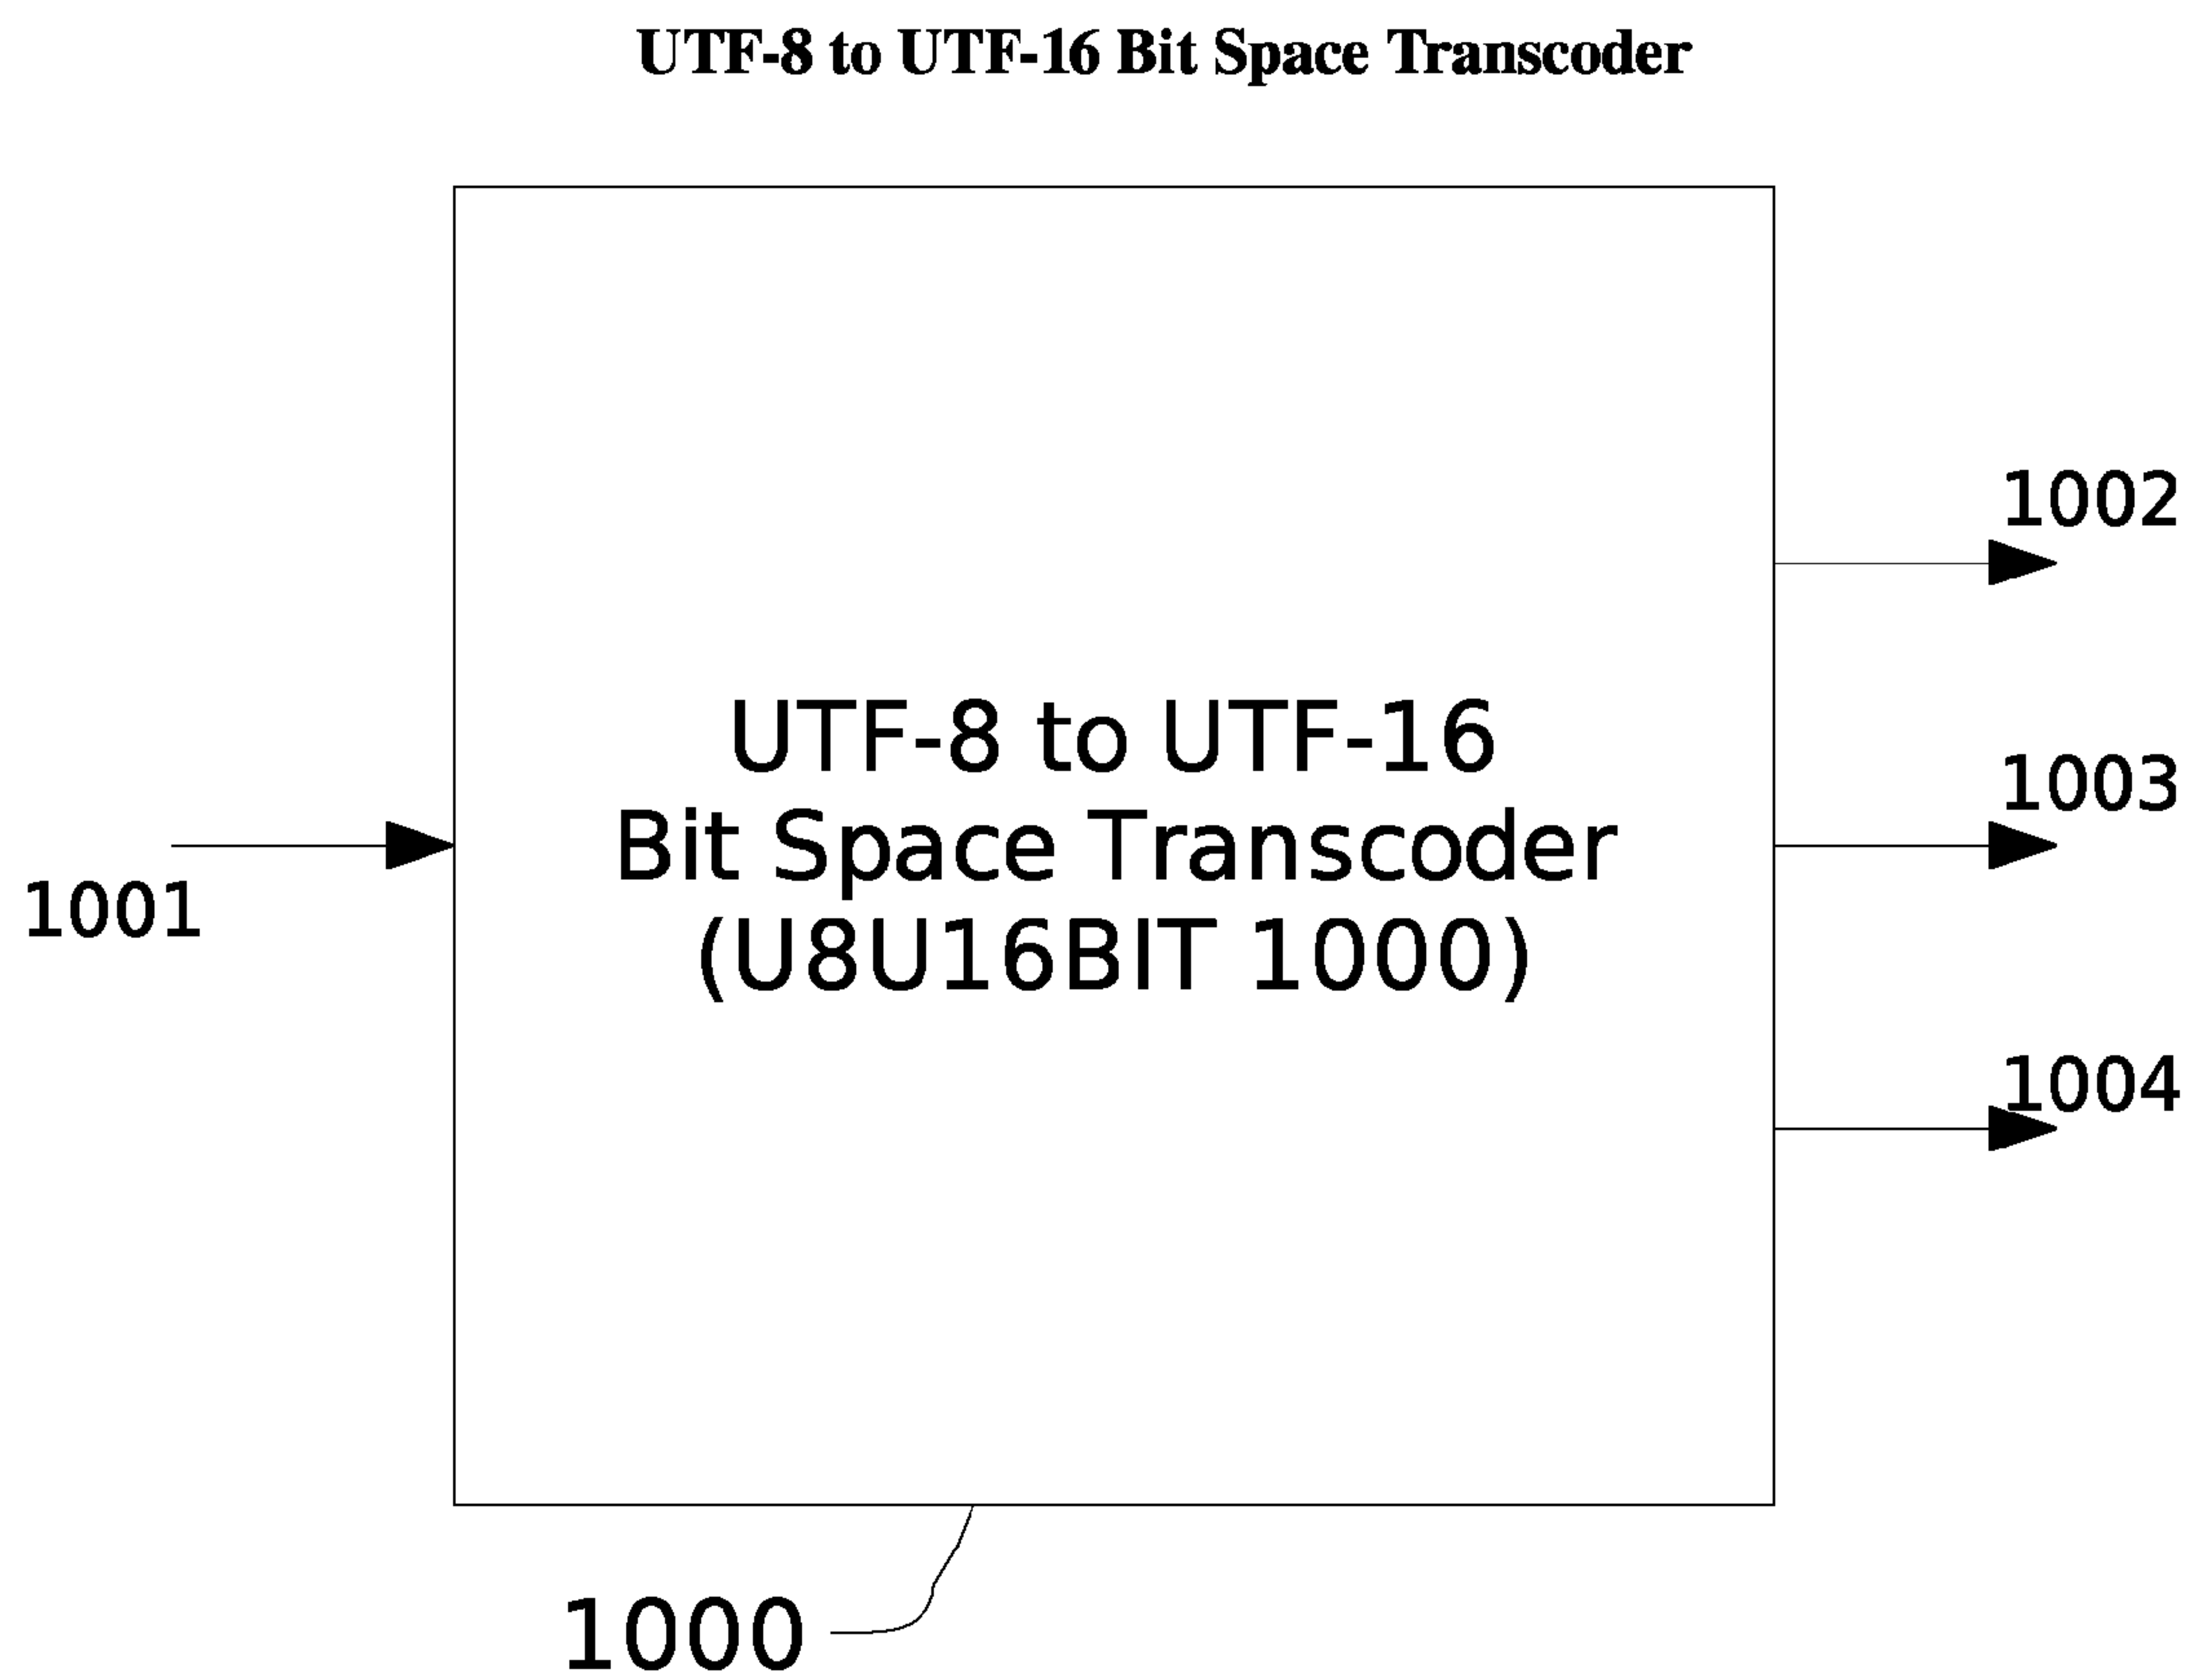 UTF-8 to UTF-16 Bit Space Transcoder
1002
1003
UTF-8 to UTF-16
Bit Space Transcoder
(U8U16BIT 1000)
1001
1004
1000